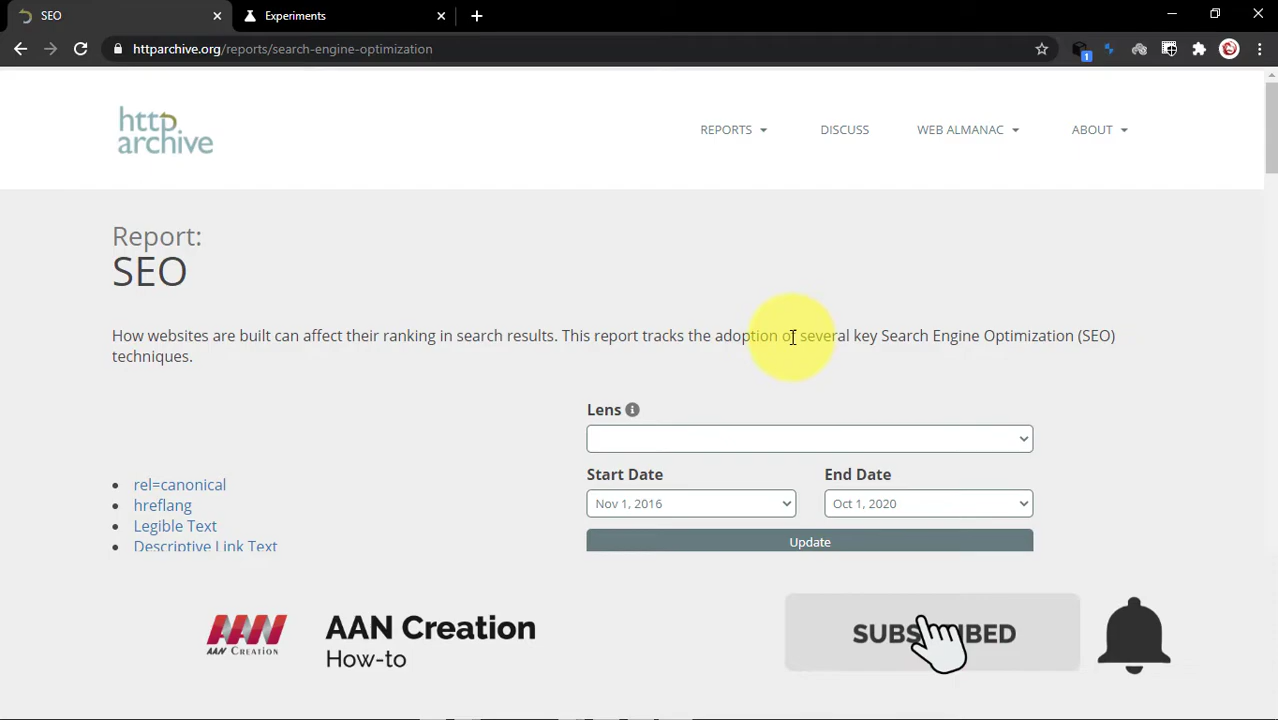 SEO
Experiments
httparchive.org/reports/search-engine-optimization
1
http
archive
REPORTS
DISCUSS
WEB ALMANAC
ABOUT
Report:
SEO
How websites are built can affect their ranking in search results. This report tracks the adoption of several key Search Engine Optimization (SEO)
techniques.
Lens
Start Date
End Date
Nov 1, 2016
Oct 1, 2020
Update
rel=canonical
hreflang
Legible Text
Descriptive Link Text
AAN
CREATION
AAN Creation
How-to
SUBSCRIBED